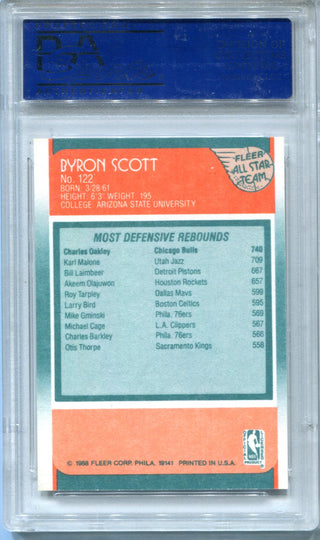 PSA
BYRON SCOTT
No. 122
BORN: 3/28/61
HEIGHT: 6'3" WEIGHT: 195
COLLEGE: ARIZONA STATE UNIVERSITY
FLEER
ALL STAR
TEAM
MOST DEFENSIVE REBOUNDS
Charles Oakley Chicago Bulls 740
Karl Malone Utah Jazz 709
Bill Laimbeer Detroit Pistons 667
Akeem Olajuwon Houston Rockets 657
Roy Tarpley Dallas Mavs 599
Larry Bird Boston Celtics 595
Mike Gminski Phila. 76ers 569
Michael Cage L.A. Clippers 567
Charles Barkley Phila. 76ers 566
Otis Thorpe Sacramento Kings 558
© 1988 FLEER CORP. PHILA. 19141 PRINTED IN U.S.A.